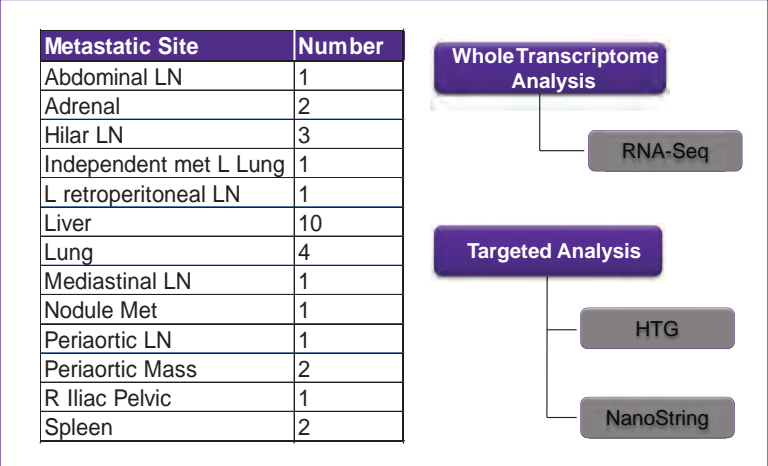 Metastatic Site Number
Abdominal LN 1
Adrenal 2
Hilar LN 3
Independent met L Lung 1
L retroperitoneal LN 1
Liver 10
Lung 4
Mediastinal LN 1
Nodule Met 1
Periaortic LN 1
Periaortic Mass 2
R Iliac Pelvic 1
Spleen 2
Whole Transcriptome
Analysis
RNA-Seq
Targeted Analysis
HTG
NanoString